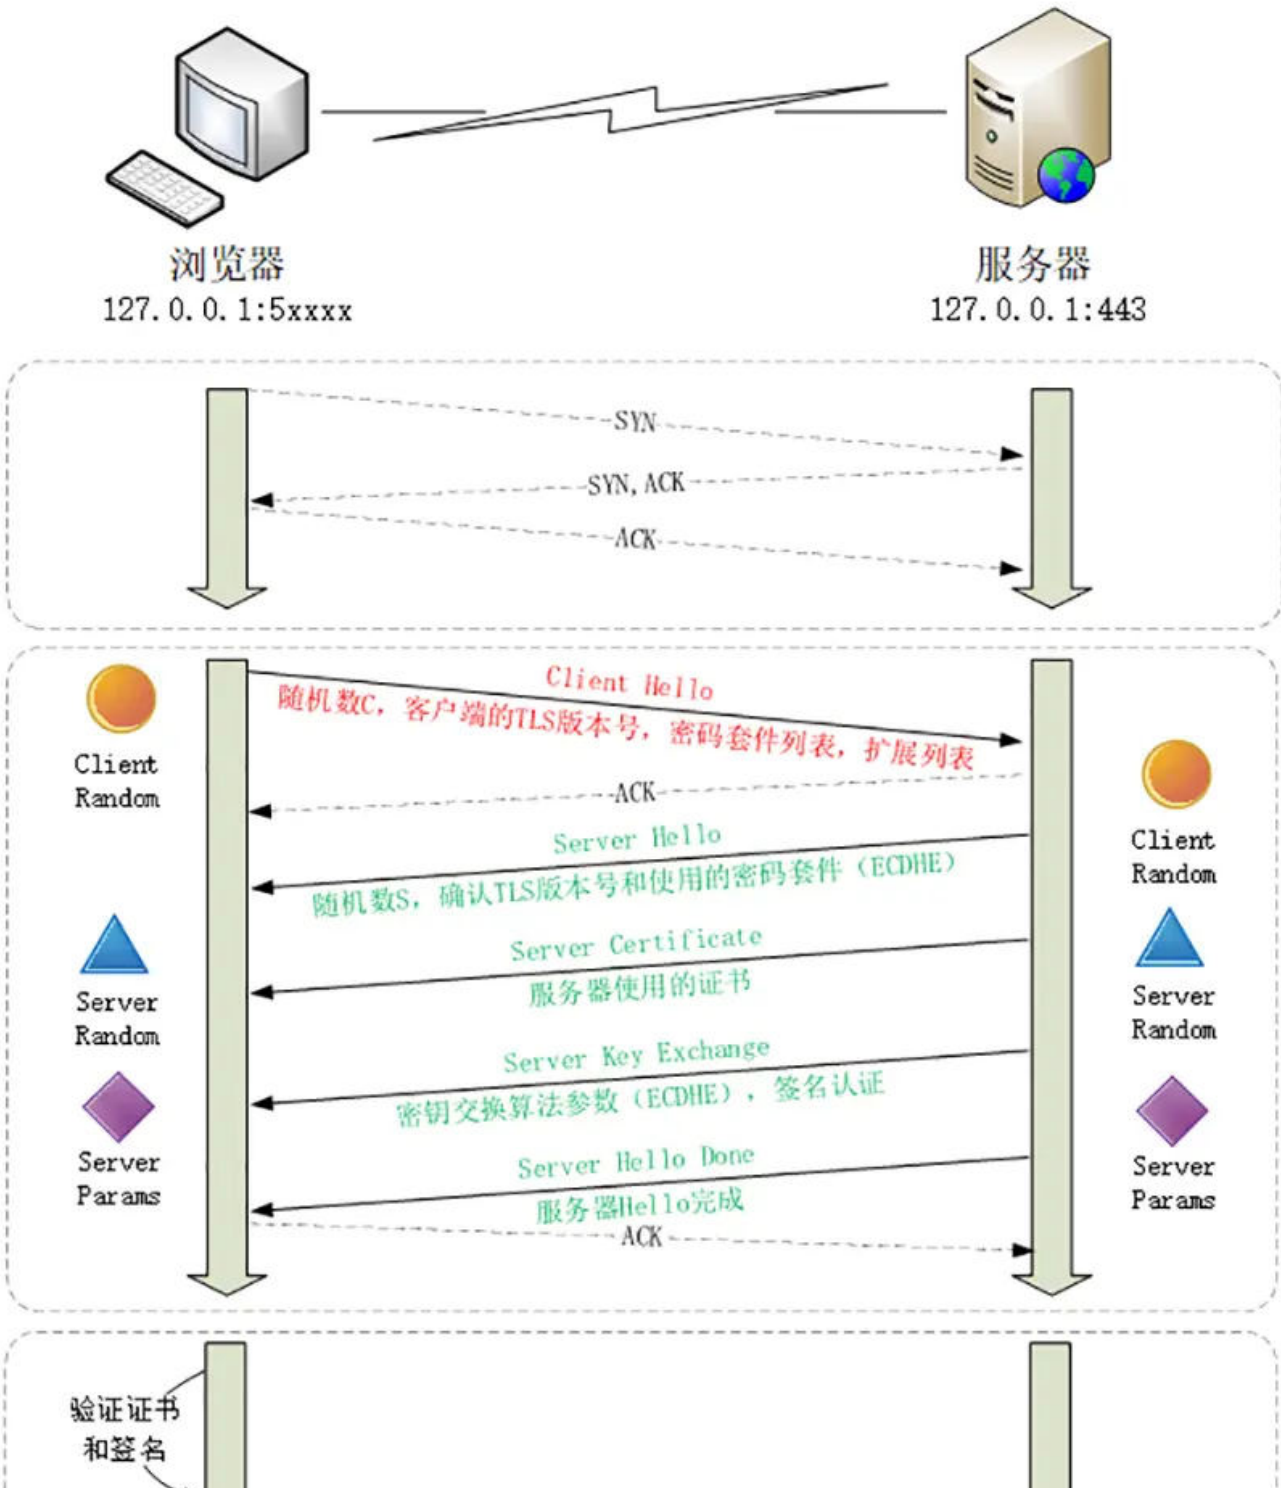 浏览器
127.0.0.1:5xxxx
服务器
127.0.0.1:443
SYN
SYN,ACK
ACK
Client Hello
随机数C，客户端的TLS版本号，密码套件列表，扩展列表
Client
Random
ACK
Client
Random
Server Hello
随机数S，确认TLS版本号和使用的密码套件（ECDHE）
Server Certificate
服务器使用的证书
Server
Random
Server
Random
Server Key Exchange
密钥交换算法参数（ECDHE），签名认证
Server
Params
Server
Params
Server Hello Done
服务器Hello完成
ACK
验证证书
和签名